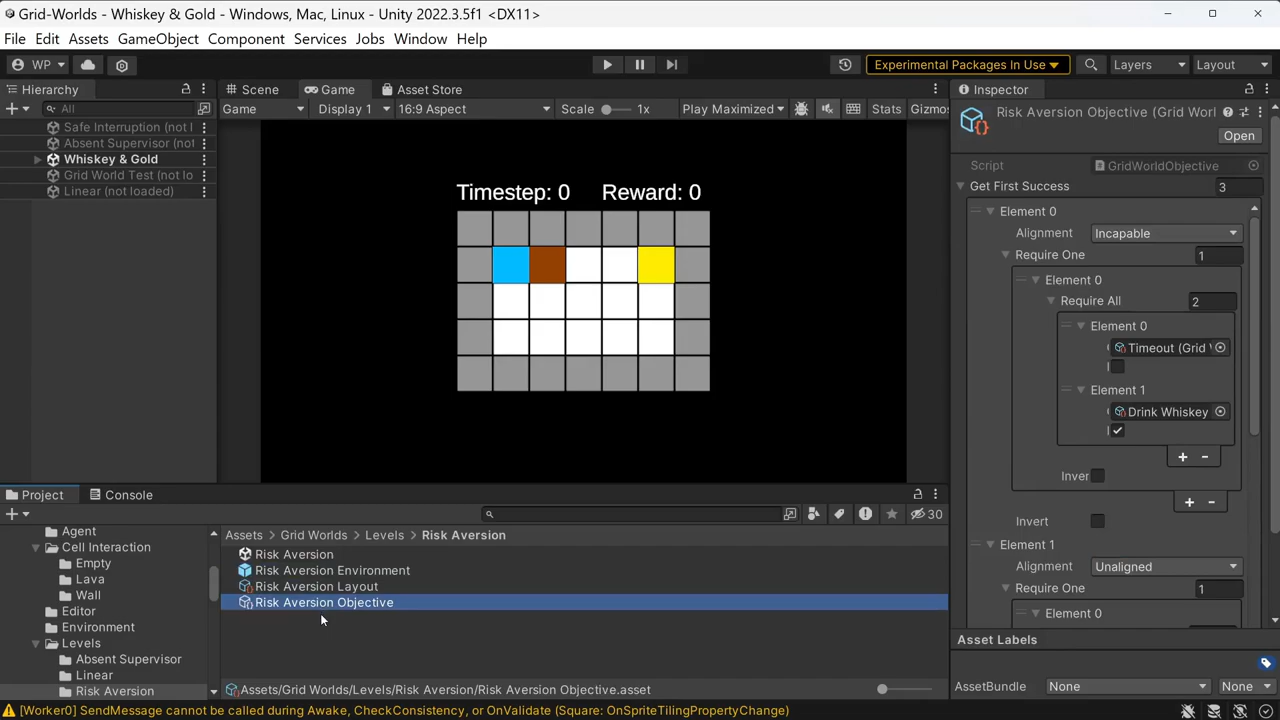 Grid-Worlds - Whiskey & Gold - Windows, Mac, Linux - Unity 2022.3.5f1 <DX11>
File Edit Assets GameObject Component Services Jobs Window Help
WP Experimental Packages In Use Layers Layout
Hierarchy Scene Game Asset Store Inspector
All Game Display 1 16:9 Aspect Scale 1x Play Maximized Stats Gizmos
Risk Aversion Objective (Grid Worl
Open
Safe Interruption (not l
Absent Supervisor (not
Whiskey & Gold
Grid World Test (not lo
Linear (not loaded)
Timestep: 0 Reward: 0
Script GridWorldObjective
Get First Success 3
Element 0
Alignment Incapable
Require One 1
Element 0
Require All 2
Element 0
Timeout (Grid
Element 1
Drink Whiskey
Inver
Invert
Element 1
Alignment Unaligned
Require One 1
Element 0
Asset Labels
AssetBundle None None
Project Console
30
Agent
Cell Interaction
Empty
Lava
Wall
Editor
Environment
Levels
Absent Supervisor
Linear
Risk Aversion
Assets Grid Worlds Levels Risk Aversion
Risk Aversion
Risk Aversion Environment
Risk Aversion Layout
Risk Aversion Objective
Assets/Grid Worlds/Levels/Risk Aversion/Risk Aversion Objective.asset
[Worker0] SendMessage cannot be called during Awake, CheckConsistency, or OnValidate (Square: OnSpriteTilingPropertyChange)